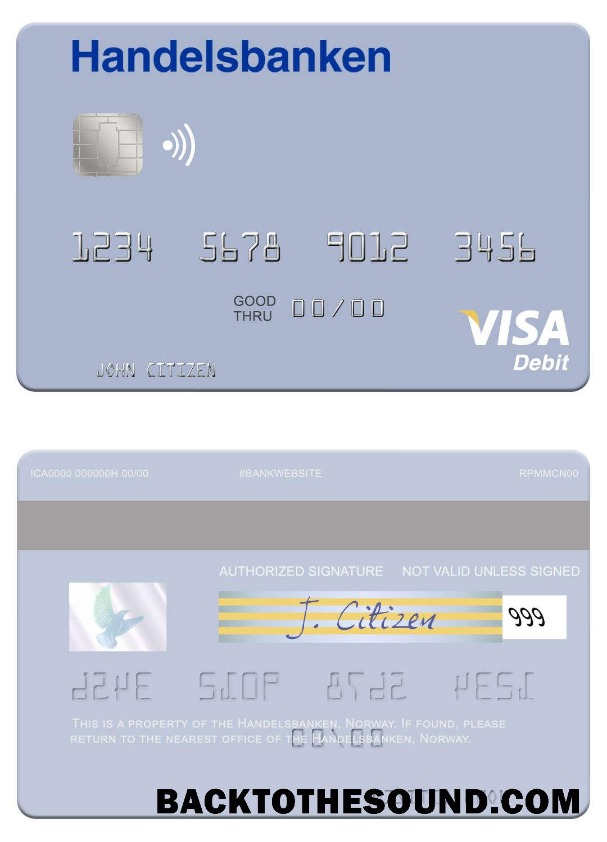 Handelsbanken
1234 5678 9012 3456
GOOD THRU 00/00
VISA
Debit
JOHN CITIZEN
ICA0000 000000H 00/00 #BANKWEBSITE RPMMCN00
AUTHORIZED SIGNATURE NOT VALID UNLESS SIGNED
J. Citizen 999
THIS IS A PROPERTY OF THE HANDELSBANKEN, NORWAY. IF FOUND, PLEASE
RETURN TO THE NEAREST OFFICE OF THE HANDELSBANKEN, NORWAY.
BACKTOTHESOUND.COM